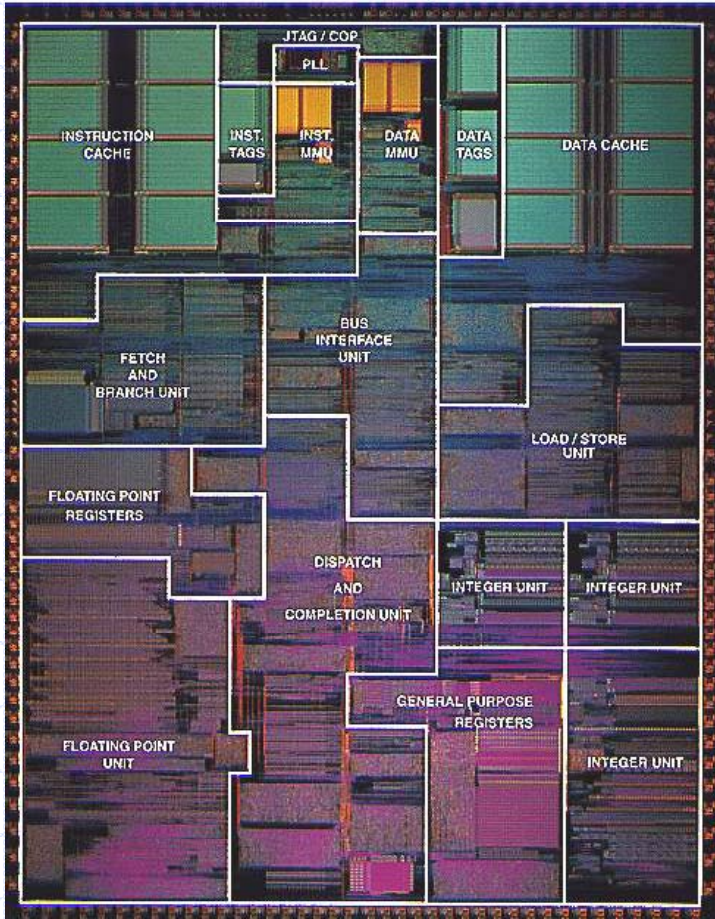 JTAG / COP
PLL
INSTRUCTION
CACHE
INST.
TAGS
INST.
MMU
DATA
MMU
DATA
TAGS
DATA CACHE
BUS
INTERFACE
UNIT
FETCH
AND
BRANCH UNIT
LOAD / STORE
UNIT
FLOATING POINT
REGISTERS
DISPATCH
AND
COMPLETION UNIT
INTEGER UNIT
INTEGER UNIT
GENERAL PURPOSE
REGISTERS
FLOATING POINT
UNIT
INTEGER UNIT